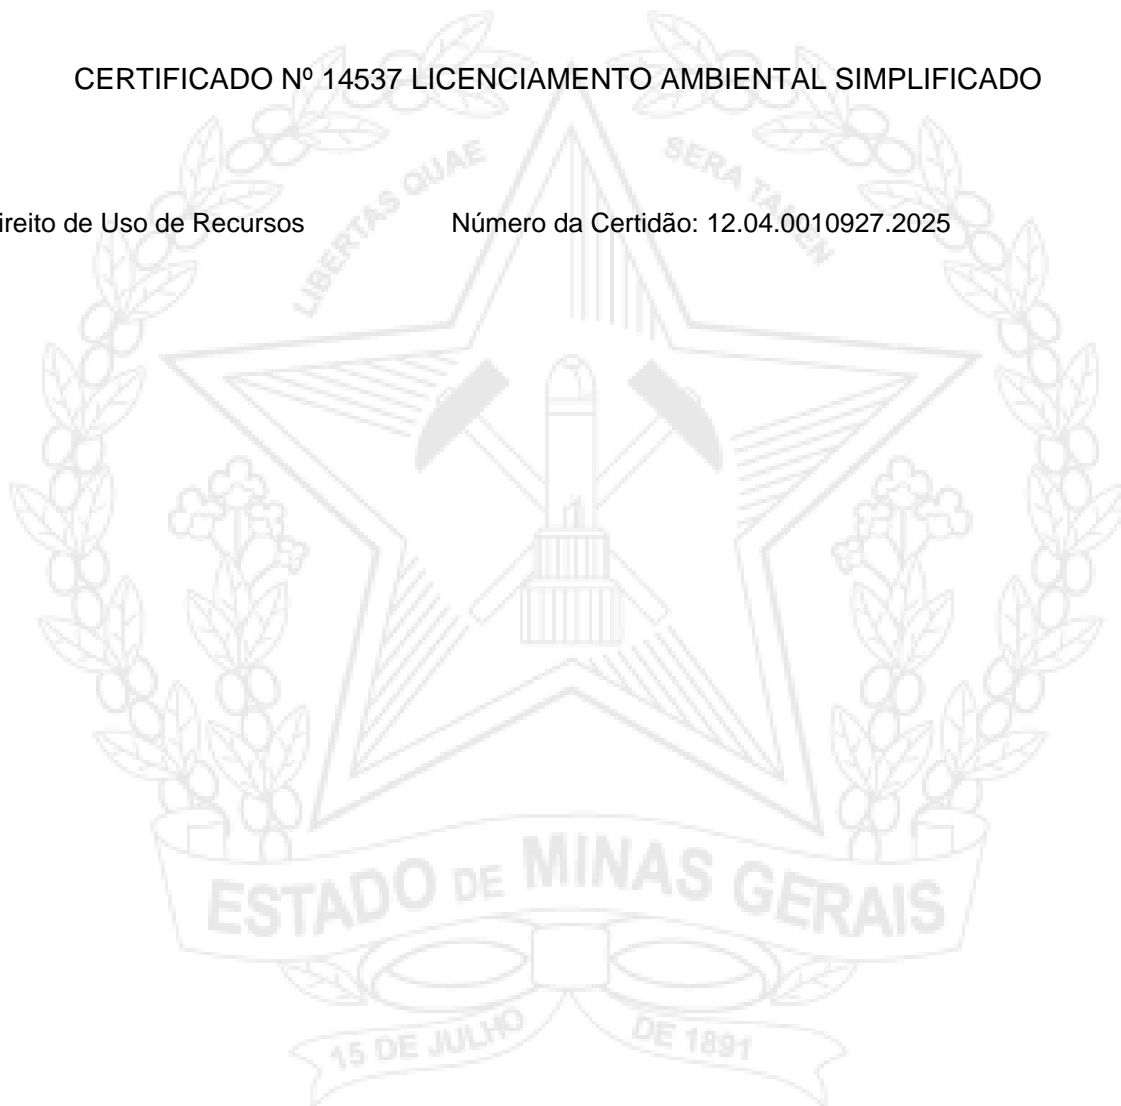 CERTIFICADO Nº 14537 LICENCIAMENTO AMBIENTAL SIMPLIFICADO
LIBERTAS QUAE SERA TAMEN
ireito de Uso de Recursos Número da Certidão: 12.04.0010927.2025
ESTADO DE MINAS GERAIS
15 DE JULHO DE 1891